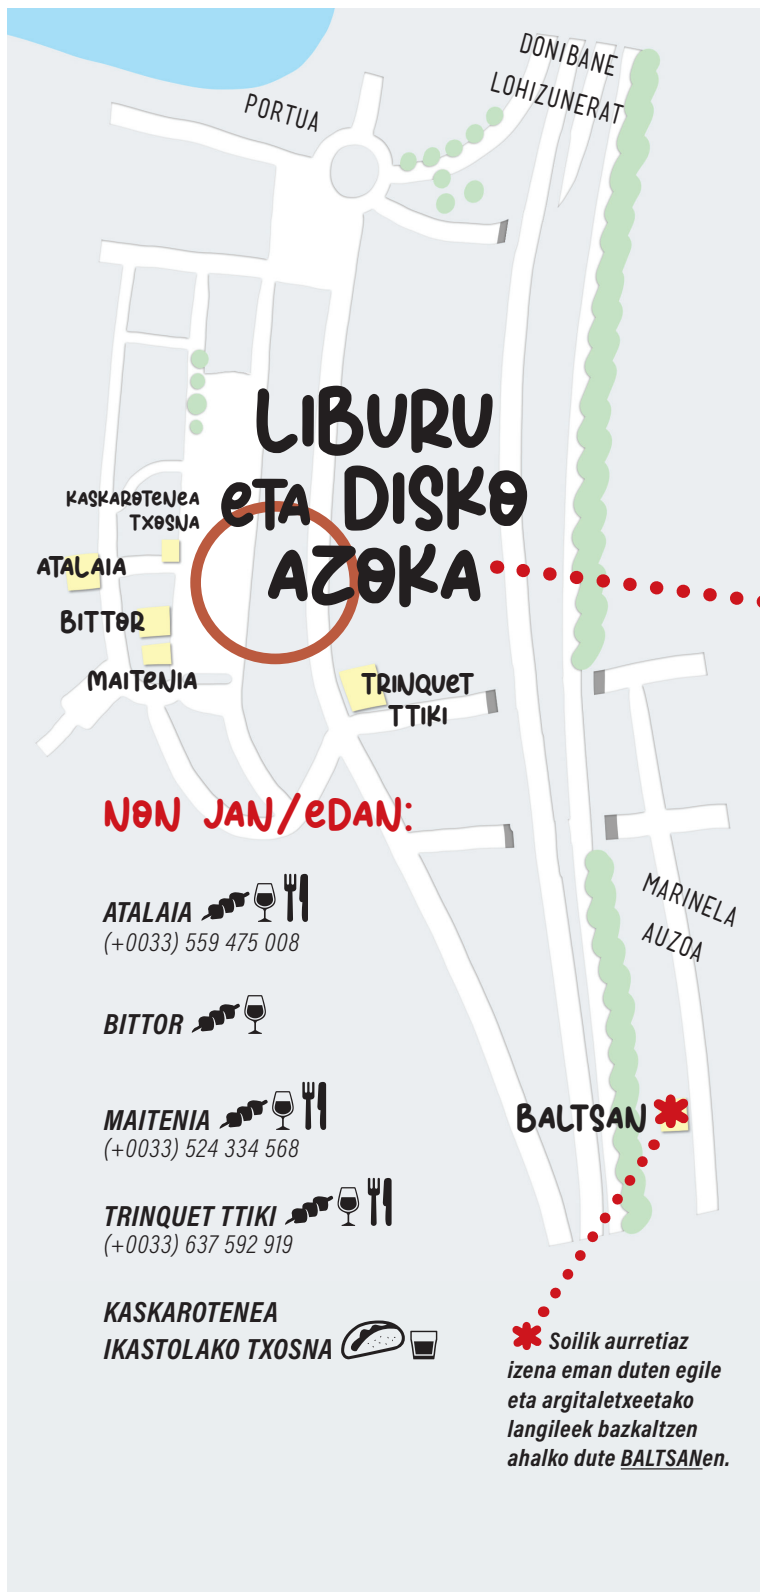 DONIBANE
LOHIZUNERAT
PORTUA
LIBURU
eTA DISKO
AZOKA
KASKAROTENeA
TXOSNA
ATALAIA
BITTOR
MAITeNIA
TRINQUeT
TTIKI
NON JAN/eDAN:
ATALAIA
(+0033) 559 475 008
BITTOR
MAITENIA
(+0033) 524 334 568
TRINQUET TTIKI
(+0033) 637 592 919
KASKAROTENEA
IKASTOLAKO TXOSNA
MARINELA
AUZOA
BALTSAN *
* Soilik aurretiaz
izena eman duten egile
eta argitaletxeetako
langileek bazkaltzen
ahalko dute BALTSANen.